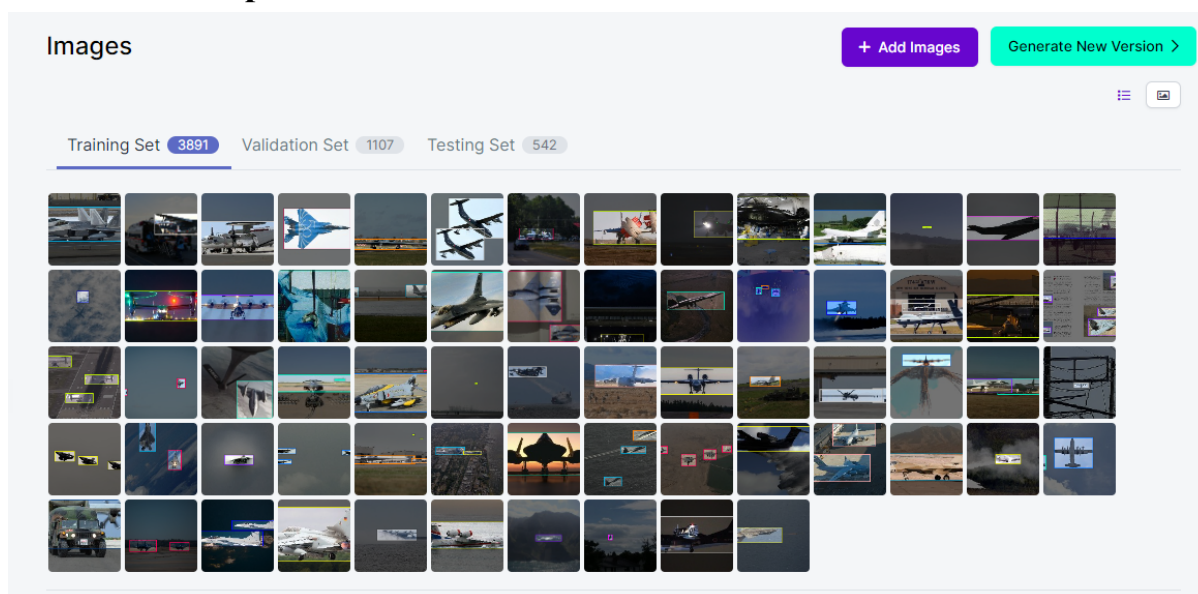 Images
+ Add Images
Generate New Version >
Training Set 3891
Validation Set 1107
Testing Set 542